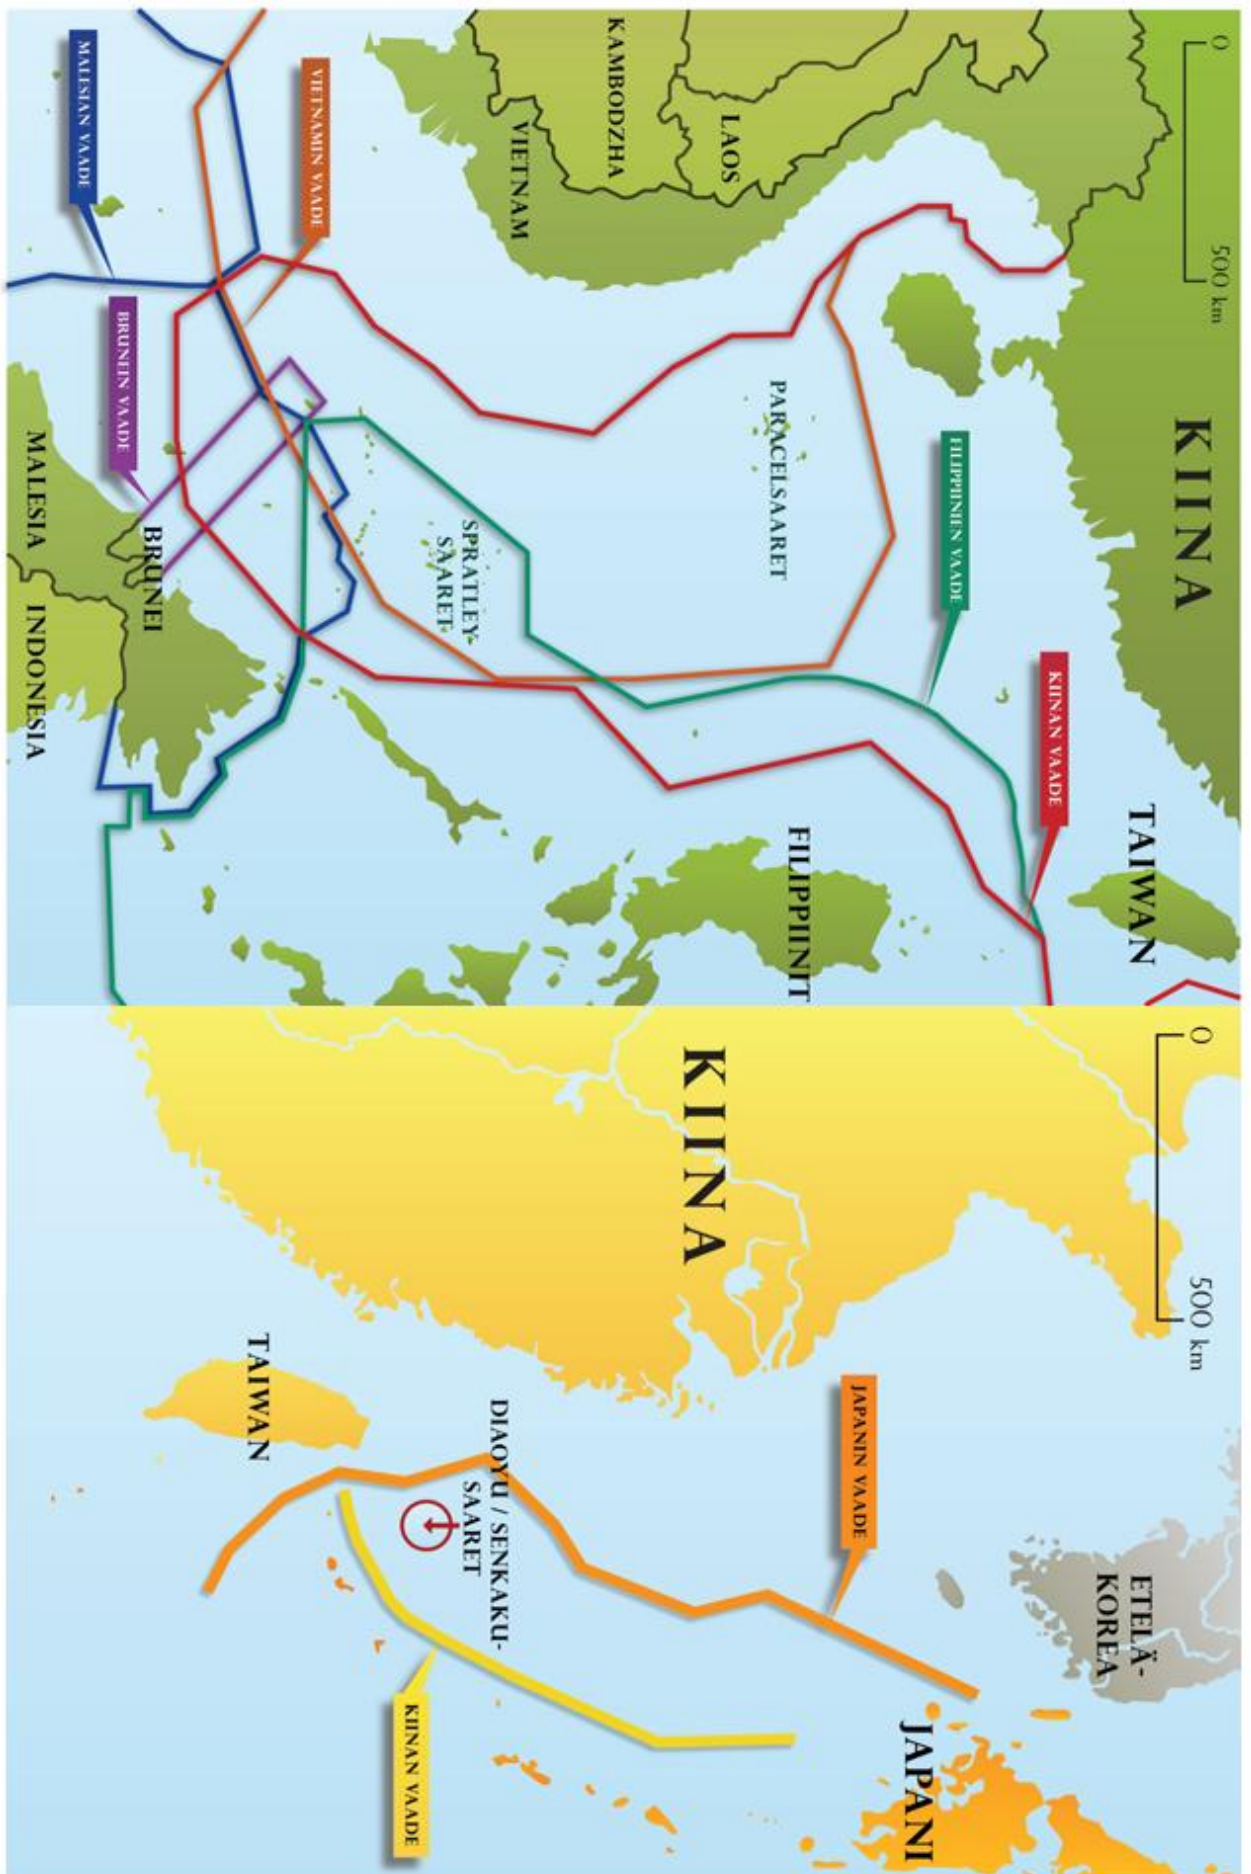 0
500 km
KIINA
TAIWAN
KIINAN VAADE
FILIPPIINIEN VAADE
LAOS
KAMBODZHA
VIETNAM
PARACELSAARET
FILIPPIINIT
SPRATLEY-
SAARET
VIETNAMIN VAADE
MALESIAN VAADE
BRUNEIN VAADE
BRUNEI
MALESIA
INDONESIA
0
500 km
ETELÄ-
KOREA
KIINA
JAPANIN VAADE
JAPANI
DIAOYU / SENKAKU-
SAARET
KIINAN VAADE
TAIWAN